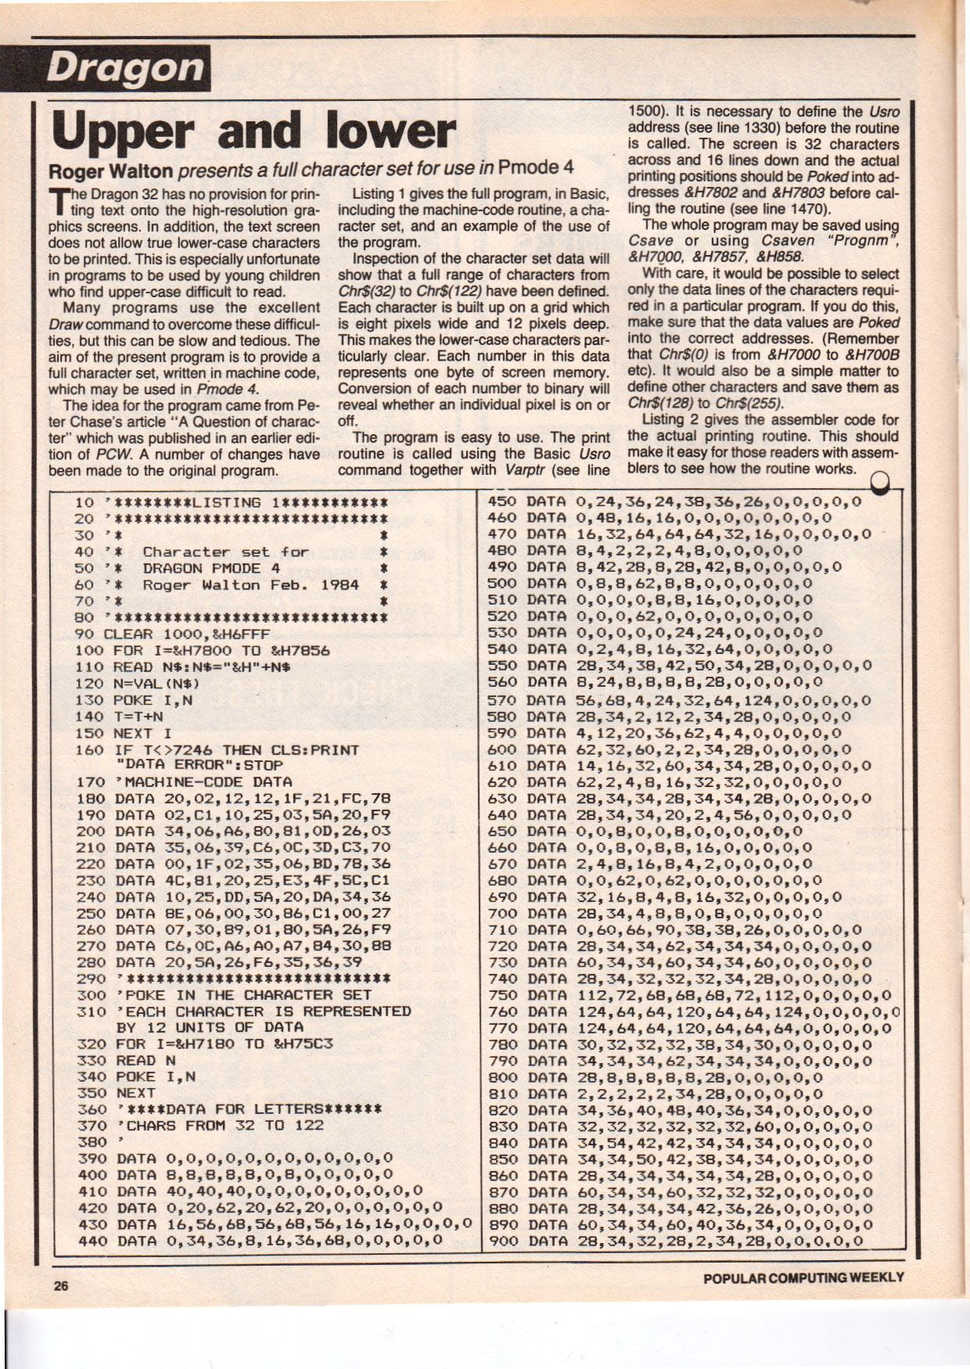 Dragon
Upper and lower
Roger Walton presents a full character set for use in Pmode 4
The Dragon 32 has no provision for prin-
ting text onto the high-resolution gra-
phics screens. In addition, the text screen
does not allow true lower-case characters
to be printed. This is especially unfortunate
in programs to be used by young children
who find upper-case difficult to read.
Many programs use the excellent
Draw command to overcome these difficul-
ties, but this can be slow and tedious. The
aim of the present program is to provide a
full character set, written in machine code,
which may be used in Pmode 4.
The idea for the program came from Pe-
ter Chase's article "A Question of charac-
ter" which was published in an earlier edi-
tion of PCW. A number of changes have
been made to the original program.
Listing 1 gives the full program, in Basic,
including the machine-code routine, a cha-
racter set, and an example of the use of
the program.
Inspection of the character set data will
show that a full range of characters from
Chr$(32) to Chr$(122) have been defined.
Each character is built up on a grid which
is eight pixels wide and 12 pixels deep.
This makes the lower-case characters par-
ticularly clear. Each number in this data
represents one byte of screen memory.
Conversion of each number to binary will
reveal whether an individual pixel is on or
off.
The program is easy to use. The print
routine is called using the Basic Usro
command together with Varptr (see line
1500). It is necessary to define the Usro
address (see line 1330) before the routine
is called. The screen is 32 characters
across and 16 lines down and the actual
printing positions should be Poked into ad-
dresses &H7802 and &H7803 before cal-
ling the routine (see line 1470).
The whole program may be saved using
Csave or using Csaven "Prognm",
&H7000, &H7857, &H858.
With care, it would be possible to select
only the data lines of the characters requi-
red in a particular program. If you do this,
make sure that the data values are Poked
into the correct addresses. (Remember
that Chr$(0) is from &H7000 to &H700B
etc). It would also be a simple matter to
define other characters and save them as
Chr$(128) to Chr$(255).
Listing 2 gives the assembler code for
the actual printing routine. This should
make it easy for those readers with assem-
blers to see how the routine works.
10 '********LISTING 1***********
20 '****************************
30 '* *
40 '* Character set for *
50 '* DRAGON PMODE 4 *
60 '* Roger Walton Feb. 1984 *
70 '* *
80 '****************************
90 CLEAR 1000,&H6FFF
100 FOR I=&H7800 TO &H7856
110 READ N$:N$="&H"+N$
120 N=VAL(N$)
130 POKE I,N
140 T=T+N
150 NEXT I
160 IF T<>7246 THEN CLS:PRINT
"DATA ERROR":STOP
170 'MACHINE-CODE DATA
180 DATA 20,02,12,12,1F,21,FC,78
190 DATA 02,C1,10,25,03,5A,20,F9
200 DATA 34,06,A6,80,81,0D,26,03
210 DATA 35,06,39,C6,0C,3D,C3,70
220 DATA 00,1F,02,35,06,BD,78,36
230 DATA 4C,81,20,25,E3,4F,5C,C1
240 DATA 10,25,DD,5A,20,DA,34,36
250 DATA 8E,06,00,30,86,C1,00,27
260 DATA 07,30,89,01,80,5A,26,F9
270 DATA C6,0C,A6,A0,A7,84,30,88
280 DATA 20,5A,26,F6,35,36,39
290 '***************************
300 'POKE IN THE CHARACTER SET
310 'EACH CHARACTER IS REPRESENTED
BY 12 UNITS OF DATA
320 FOR I=&H7180 TO &H75C3
330 READ N
340 POKE I,N
350 NEXT
360 '****DATA FOR LETTERS******
370 'CHARS FROM 32 TO 122
380 '
390 DATA 0,0,0,0,0,0,0,0,0,0,0,0
400 DATA 8,8,8,8,8,0,8,0,0,0,0,0
410 DATA 40,40,40,0,0,0,0,0,0,0,0,0
420 DATA 0,20,62,20,62,20,0,0,0,0,0,0
430 DATA 16,56,68,56,68,56,16,16,0,0,0,0
440 DATA 0,34,36,8,16,36,68,0,0,0,0,0
450 DATA 0,24,36,24,38,36,26,0,0,0,0,0
460 DATA 0,48,16,16,0,0,0,0,0,0,0,0
470 DATA 16,32,64,64,64,32,16,0,0,0,0,0
480 DATA 8,4,2,2,2,4,8,0,0,0,0,0
490 DATA 8,42,28,8,28,42,8,0,0,0,0,0
500 DATA 0,8,8,62,8,8,0,0,0,0,0,0
510 DATA 0,0,0,0,8,8,16,0,0,0,0,0
520 DATA 0,0,0,62,0,0,0,0,0,0,0,0
530 DATA 0,0,0,0,0,24,24,0,0,0,0,0
540 DATA 0,2,4,8,16,32,64,0,0,0,0,0
550 DATA 28,34,38,42,50,34,28,0,0,0,0,0
560 DATA 8,24,8,8,8,8,28,0,0,0,0,0
570 DATA 56,68,4,24,32,64,124,0,0,0,0,0
580 DATA 28,34,2,12,2,34,28,0,0,0,0,0
590 DATA 4,12,20,36,62,4,4,0,0,0,0,0
600 DATA 62,32,60,2,2,34,28,0,0,0,0,0
610 DATA 14,16,32,60,34,34,28,0,0,0,0,0
620 DATA 62,2,4,8,16,32,32,0,0,0,0,0
630 DATA 28,34,34,28,34,34,28,0,0,0,0,0
640 DATA 28,34,34,20,2,4,56,0,0,0,0,0
650 DATA 0,0,8,0,0,8,0,0,0,0,0,0
660 DATA 0,0,8,0,8,8,16,0,0,0,0,0
670 DATA 2,4,8,16,8,4,2,0,0,0,0,0
680 DATA 0,0,62,0,62,0,0,0,0,0,0,0
690 DATA 32,16,8,4,8,16,32,0,0,0,0,0
700 DATA 28,34,4,8,8,0,8,0,0,0,0,0
710 DATA 0,60,66,90,38,38,26,0,0,0,0,0
720 DATA 28,34,34,62,34,34,34,0,0,0,0,0
730 DATA 60,34,34,60,34,34,60,0,0,0,0,0
740 DATA 28,34,32,32,32,34,28,0,0,0,0,0
750 DATA 112,72,68,68,68,72,112,0,0,0,0,0
760 DATA 124,64,64,120,64,64,124,0,0,0,0,0
770 DATA 124,64,64,120,64,64,64,0,0,0,0,0
780 DATA 30,32,32,32,38,34,30,0,0,0,0,0
790 DATA 34,34,34,62,34,34,34,0,0,0,0,0
800 DATA 28,8,8,8,8,8,28,0,0,0,0,0
810 DATA 2,2,2,2,2,34,28,0,0,0,0,0
820 DATA 34,36,40,48,40,36,34,0,0,0,0,0
830 DATA 32,32,32,32,32,32,60,0,0,0,0,0
840 DATA 34,54,42,42,34,34,34,0,0,0,0,0
850 DATA 34,34,50,42,38,34,34,0,0,0,0,0
860 DATA 28,34,34,34,34,34,28,0,0,0,0,0
870 DATA 60,34,34,60,32,32,32,0,0,0,0,0
880 DATA 28,34,34,34,42,36,26,0,0,0,0,0
890 DATA 60,34,34,60,40,36,34,0,0,0,0,0
900 DATA 28,34,32,28,2,34,28,0,0,0,0,0
26
POPULAR COMPUTING WEEKLY